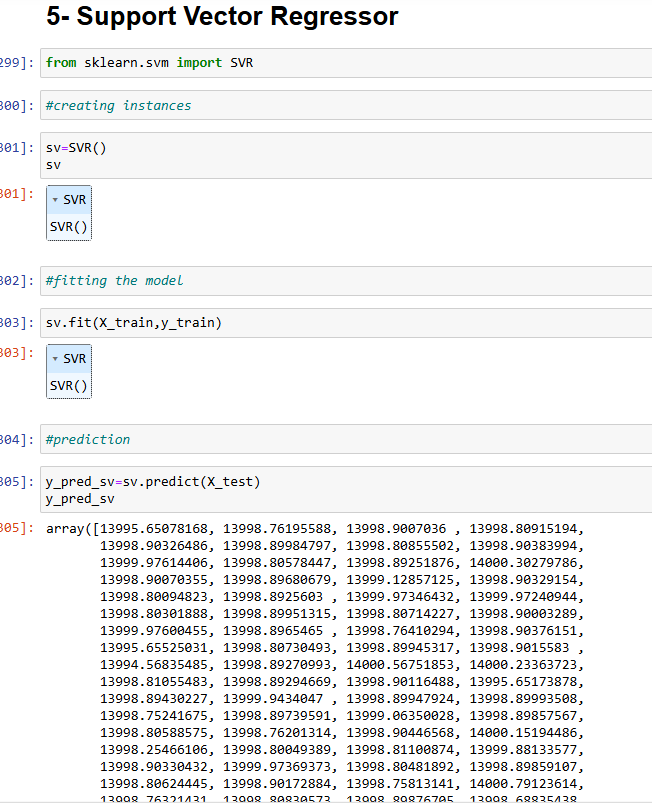 5- Support Vector Regressor
299]: from sklearn.svm import SVR
300]: #creating instances
301]: sv=SVR()
sv
301]: SVR
SVR()
302]: #fitting the model
303]: sv.fit(X_train,y_train)
303]: SVR
SVR()
304]: #prediction
305]: y_pred_sv=sv.predict(X_test)
y_pred_sv
305]: array([13995.65078168, 13998.76195588, 13998.9007036 , 13998.80915194,
13998.90326486, 13998.89984797, 13998.80855502, 13998.90383994,
13999.97614406, 13998.80578447, 13998.89251876, 14000.30279786,
13998.90070355, 13998.89680679, 13999.12857125, 13998.90329154,
13998.80094823, 13998.8925603 , 13999.97346432, 13999.97240944,
13998.80301888, 13998.89951315, 13998.80714227, 13998.90003289,
13999.97600455, 13998.8965465 , 13998.76410294, 13998.90376151,
13995.65525031, 13998.80730493, 13998.89945317, 13998.9015583 ,
13994.56835485, 13998.89270993, 14000.56751853, 14000.23363723,
13998.81055483, 13998.89294669, 13998.90116488, 13995.65173878,
13998.89430227, 13999.9434047 , 13998.89947924, 13998.89993508,
13998.75241675, 13998.89739591, 13999.06350028, 13998.89857567,
13998.80588575, 13998.76201314, 13998.90446568, 14000.15194486,
13998.25466106, 13998.80049389, 13998.81100874, 13999.88133577,
13998.90330432, 13999.97369373, 13998.80481892, 13998.89859107,
13998.80624445, 13998.90172884, 13998.75813141, 14000.79123614,
13998.76321431, 13998.80830573, 13998.89876705, 13998.68835438,